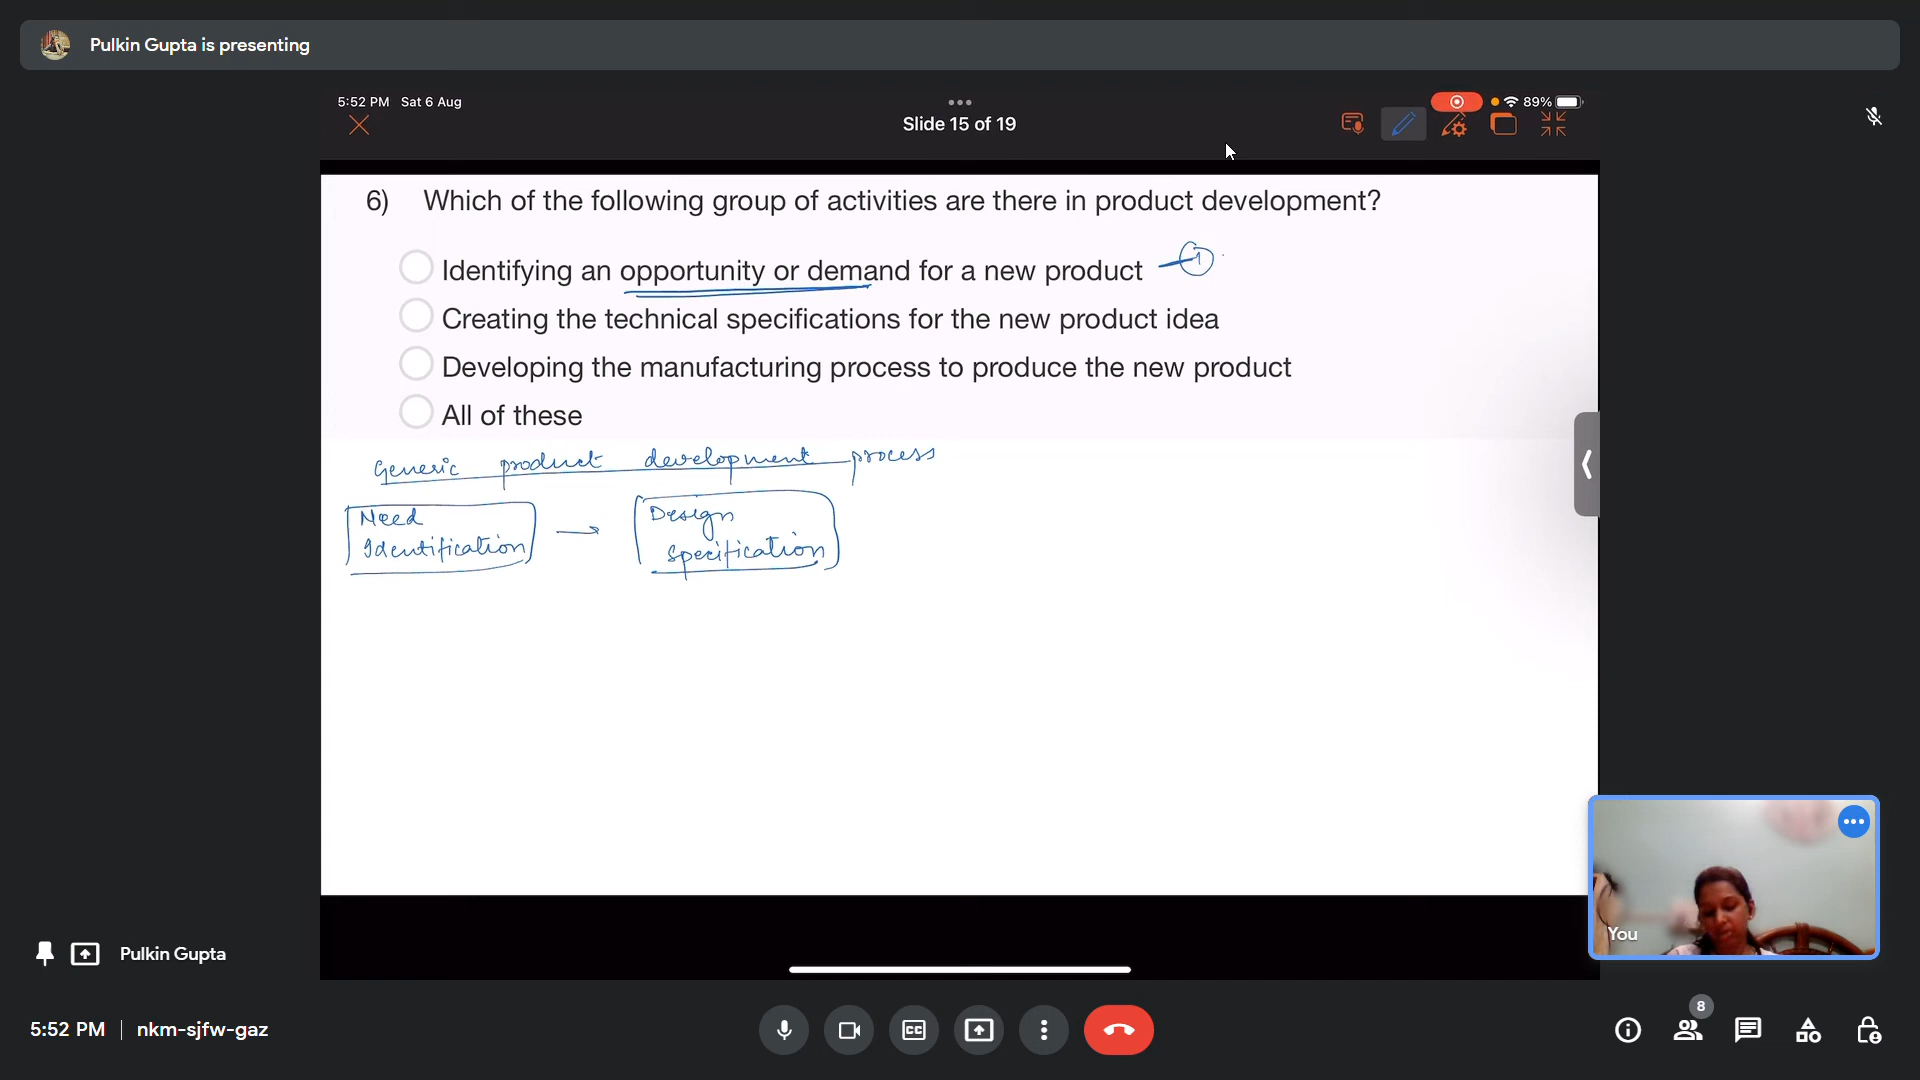 Pulkin Gupta is presenting
5:52 PM Sat 6 Aug
89%
Slide 15 of 19
6) Which of the following group of activities are there in product development?
Identifying an opportunity or demand for a new product
1
Creating the technical specifications for the new product idea
Developing the manufacturing process to produce the new product
All of these
Generic product development process
Need
Identification
Design
specification
You
Pulkin Gupta
5:52 PM | nkm-sjfw-gaz
CC
8